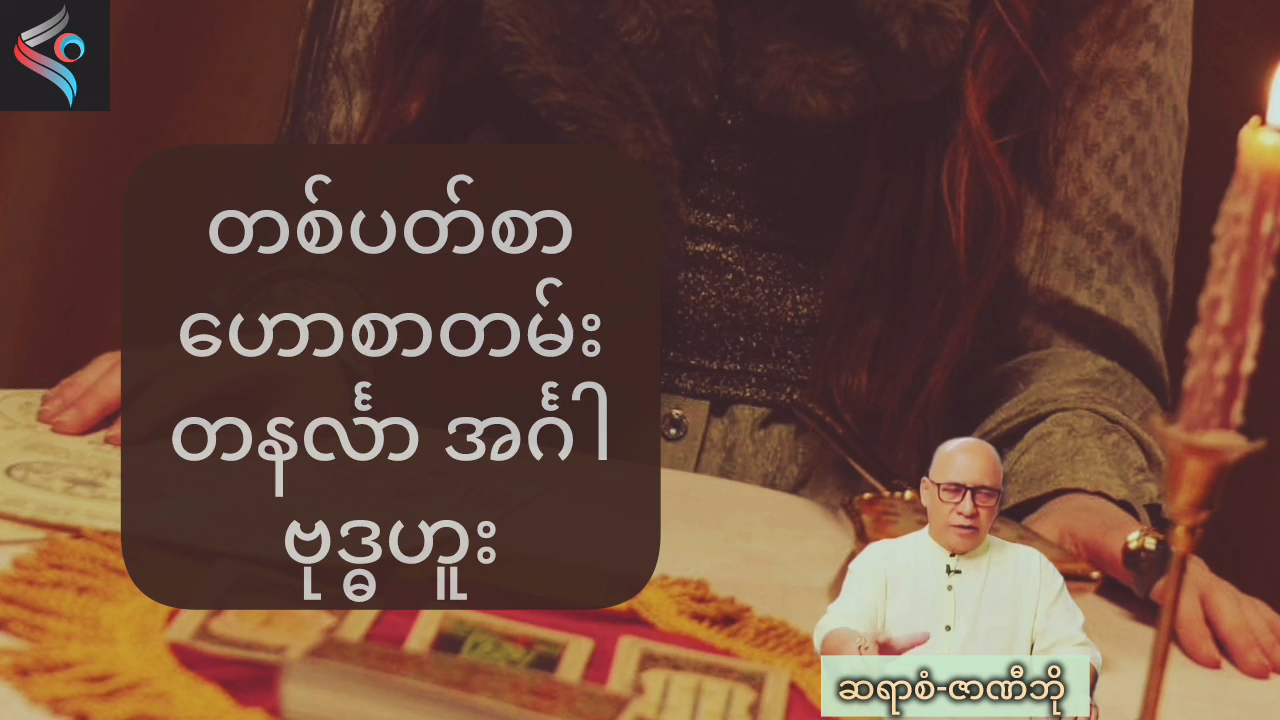 တစ်ပတ်စာ
ဟောစာတမ်း
တနင်္လာ အင်္ဂါ
ဗုဒ္ဓဟူး
ဆရာစံ-ဇာဏီဘို